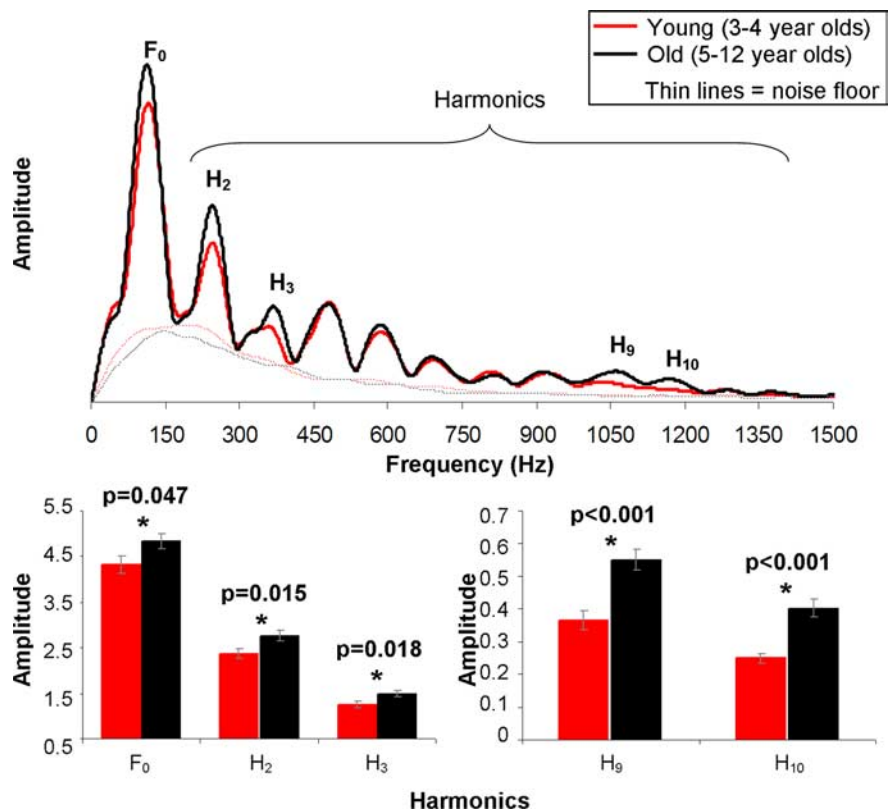 Young (3-4 year olds)
Old (5-12 year olds)
Thin lines = noise floor
F₀
Harmonics
H₂
H₃
H₉
H₁₀
Amplitude
0 150 300 450 600 750 900 1050 1200 1350 1500
Frequency (Hz)
5.5
4.5
3.5
2.5
1.5
0.5
Amplitude
p=0.047
*
p=0.015
*
p=0.018
*
F₀ H₂ H₃
0.7
0.6
0.5
0.4
0.3
0.2
0.1
0
Amplitude
p<0.001
*
p<0.001
*
H₉ H₁₀
Harmonics